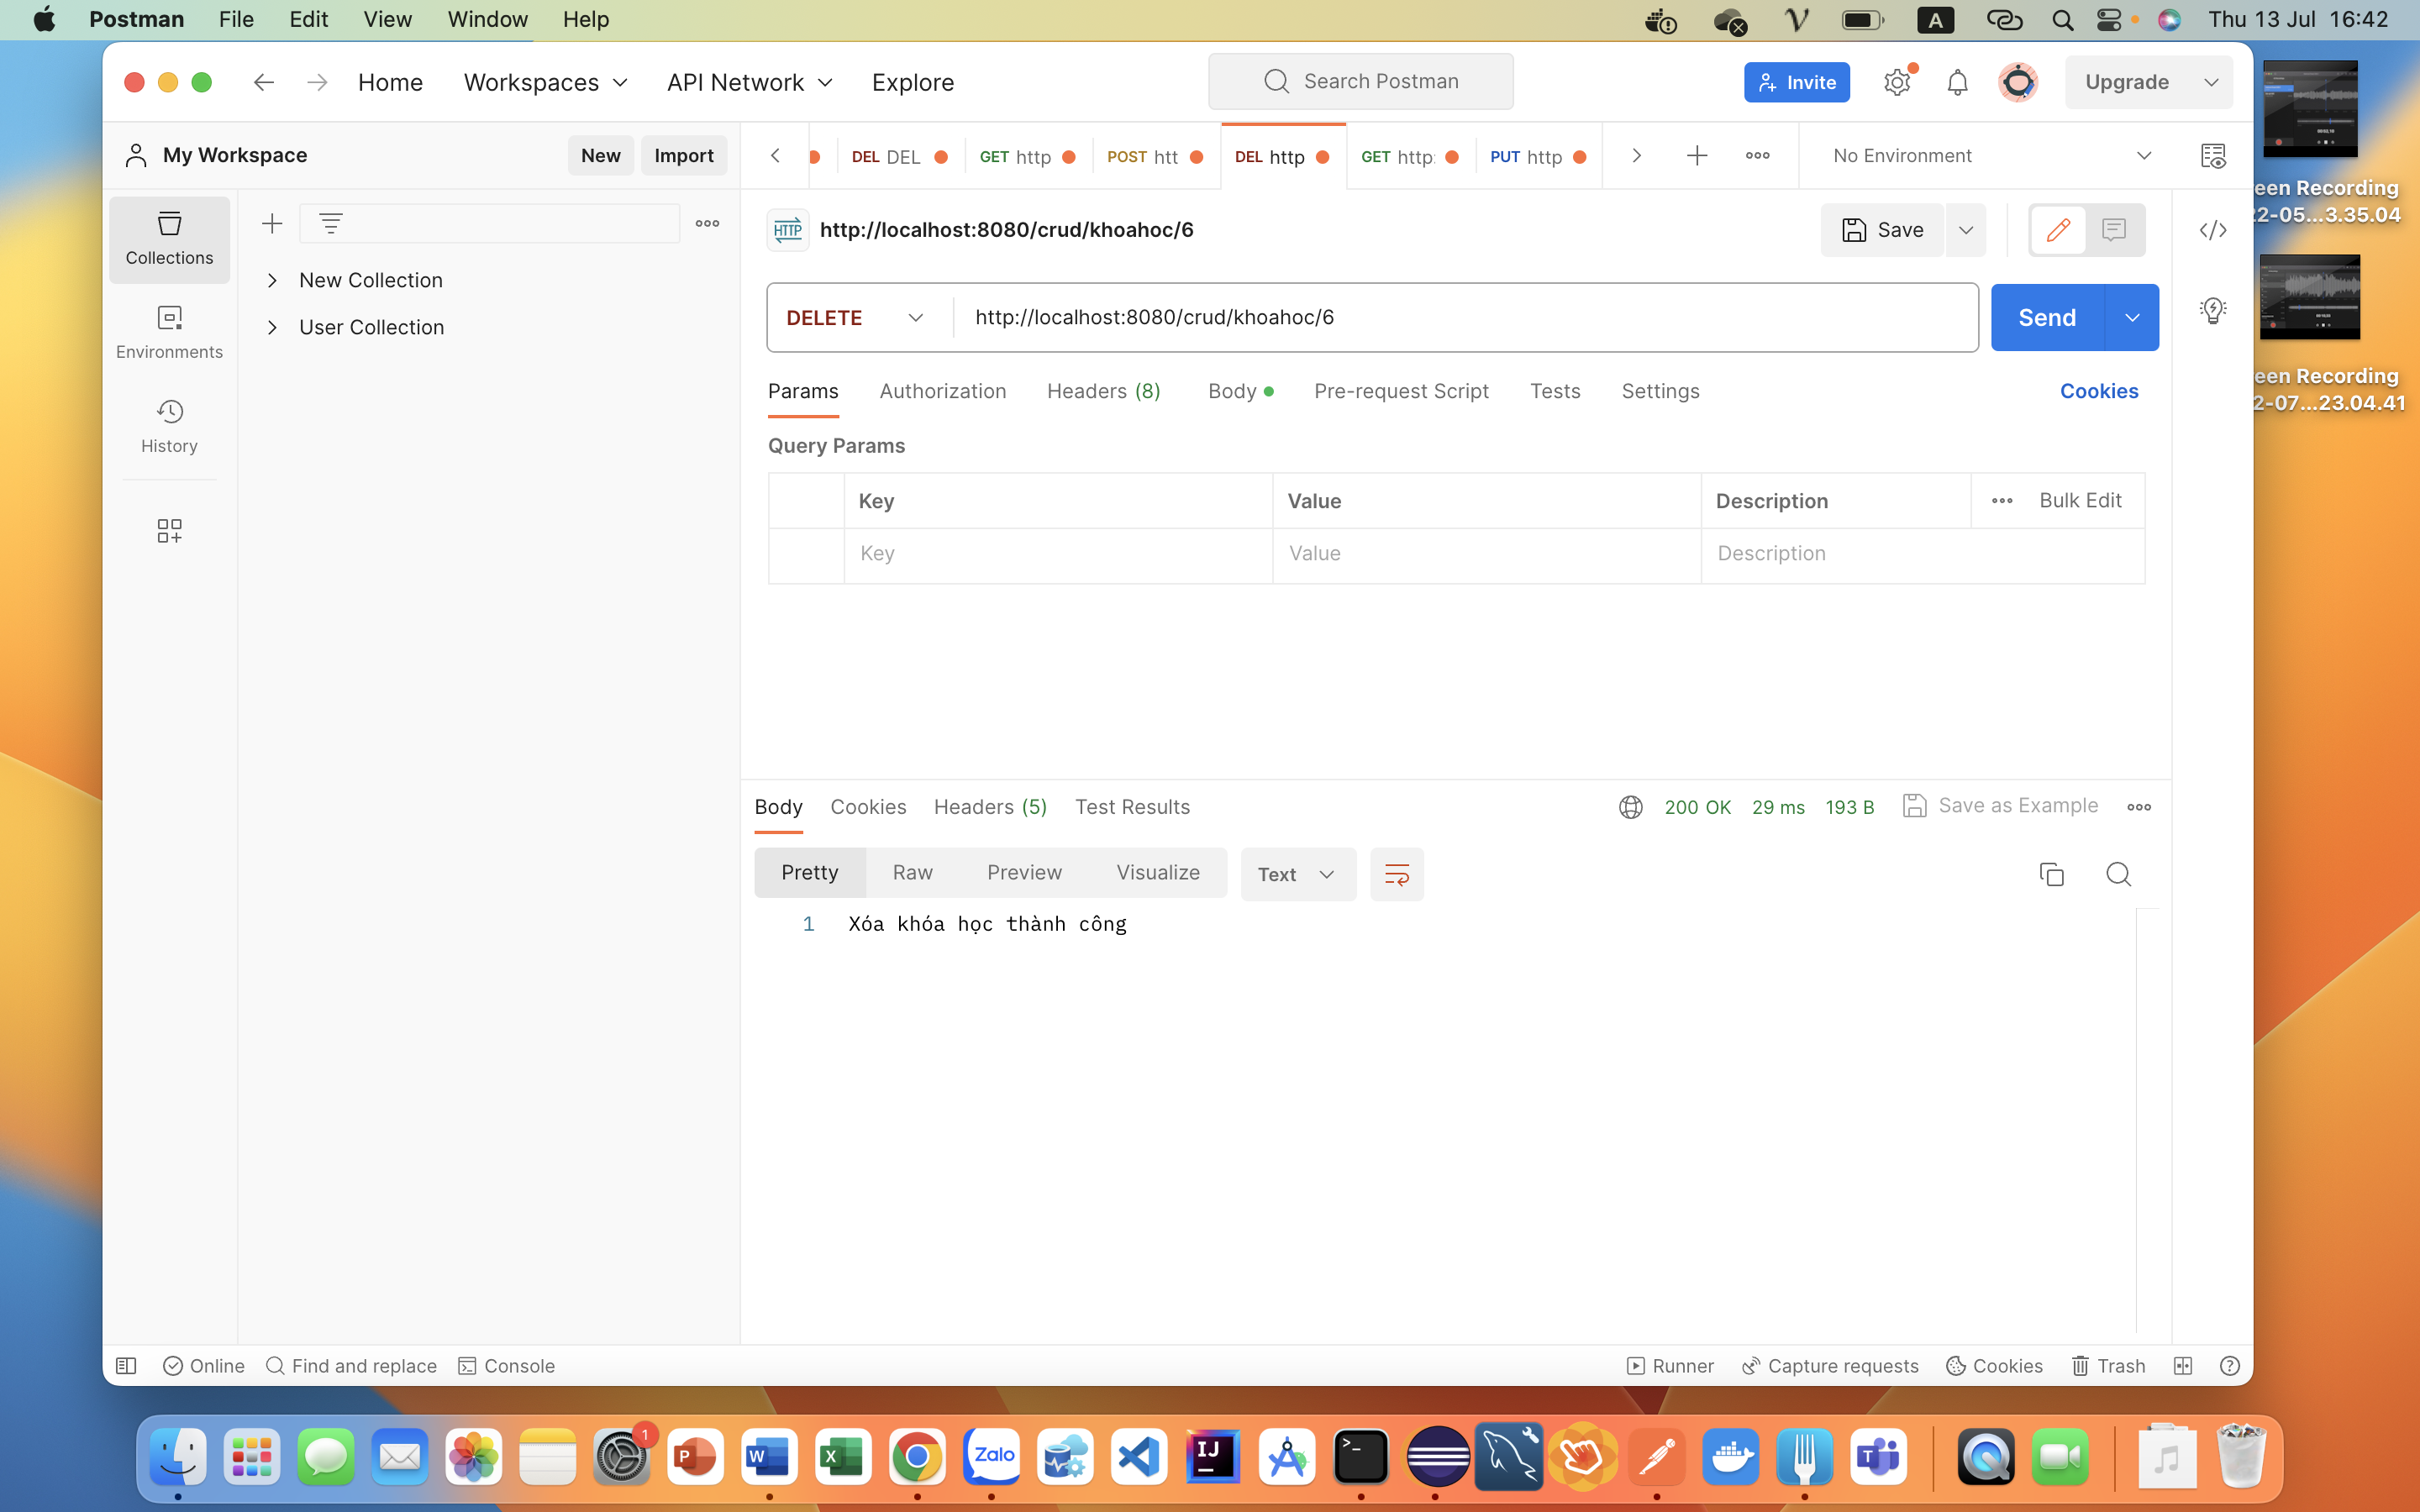 Postman File Edit View Window Help
A Thu 13 Jul 16:42
Home Workspaces API Network Explore
Search Postman
Invite
Upgrade
My Workspace
New Import
DEL DEL
GET http
POST htt
DEL http
GET http:
PUT http
No Environment
Collections
Environments
History
New Collection
User Collection
HTTP http://localhost:8080/crud/khoahoc/6
Save
DELETE http://localhost:8080/crud/khoahoc/6
Send
Params Authorization Headers (8) Body Pre-request Script Tests Settings Cookies
Query Params
Key Value Description Bulk Edit
Key Value Description
Body Cookies Headers (5) Test Results
200 OK 29 ms 193 B Save as Example
Pretty Raw Preview Visualize Text
1 Xóa khóa học thành công
Online Find and replace Console
Runner Capture requests Cookies Trash
een Recording
2-05...3.35.04
een Recording
2-07...23.04.41
1
P
W
X
Zalo
IJ
T